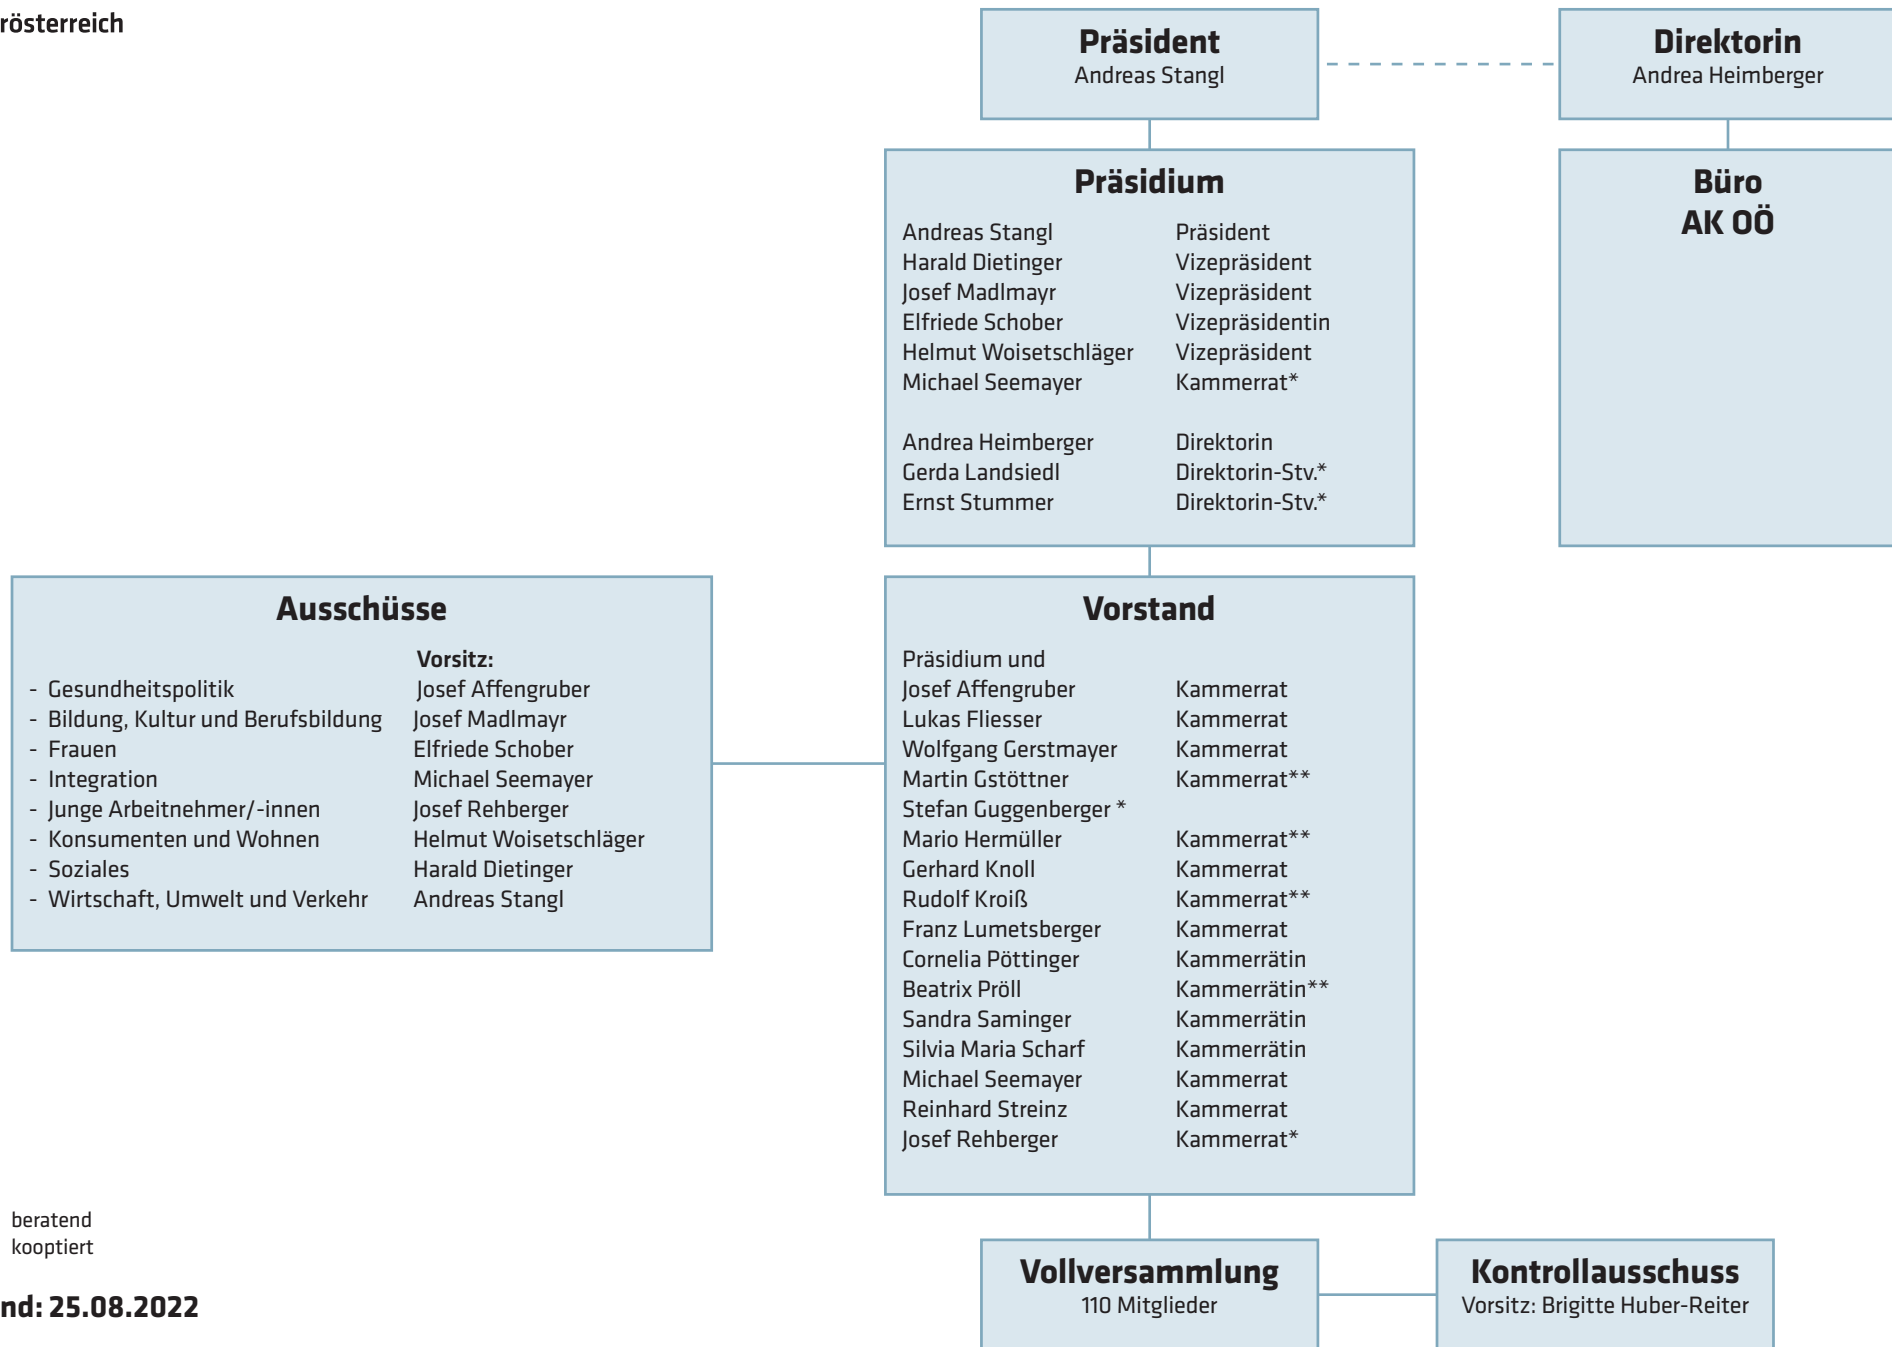 rösterreich
Präsident
Andreas Stangl
Direktorin
Andrea Heimberger
Präsidium
Andreas Stangl Präsident
Harald Dietinger Vizepräsident
Josef Madlmayr Vizepräsident
Elfriede Schober Vizepräsidentin
Helmut Woisetschläger Vizepräsident
Michael Seemayer Kammerrat*
Andrea Heimberger Direktorin
Gerda Landsiedl Direktorin-Stv.*
Ernst Stummer Direktorin-Stv.*
Büro
AK OÖ
Ausschüsse
Vorsitz:
- Gesundheitspolitik Josef Affengruber
- Bildung, Kultur und Berufsbildung Josef Madlmayr
- Frauen Elfriede Schober
- Integration Michael Seemayer
- Junge Arbeitnehmer/-innen Josef Rehberger
- Konsumenten und Wohnen Helmut Woisetschläger
- Soziales Harald Dietinger
- Wirtschaft, Umwelt und Verkehr Andreas Stangl
Vorstand
Präsidium und
Josef Affengruber Kammerrat
Lukas Fliesser Kammerrat
Wolfgang Gerstmayer Kammerrat
Martin Gstöttner Kammerrat**
Stefan Guggenberger *
Mario Hermüller Kammerrat**
Gerhard Knoll Kammerrat
Rudolf Kroiß Kammerrat**
Franz Lumetsberger Kammerrat
Cornelia Pöttinger Kammerrätin
Beatrix Pröll Kammerrätin**
Sandra Saminger Kammerrätin
Silvia Maria Scharf Kammerrätin
Michael Seemayer Kammerrat
Reinhard Streinz Kammerrat
Josef Rehberger Kammerrat*
beratend
kooptiert
nd: 25.08.2022
Vollversammlung
110 Mitglieder
Kontrollausschuss
Vorsitz: Brigitte Huber-Reiter